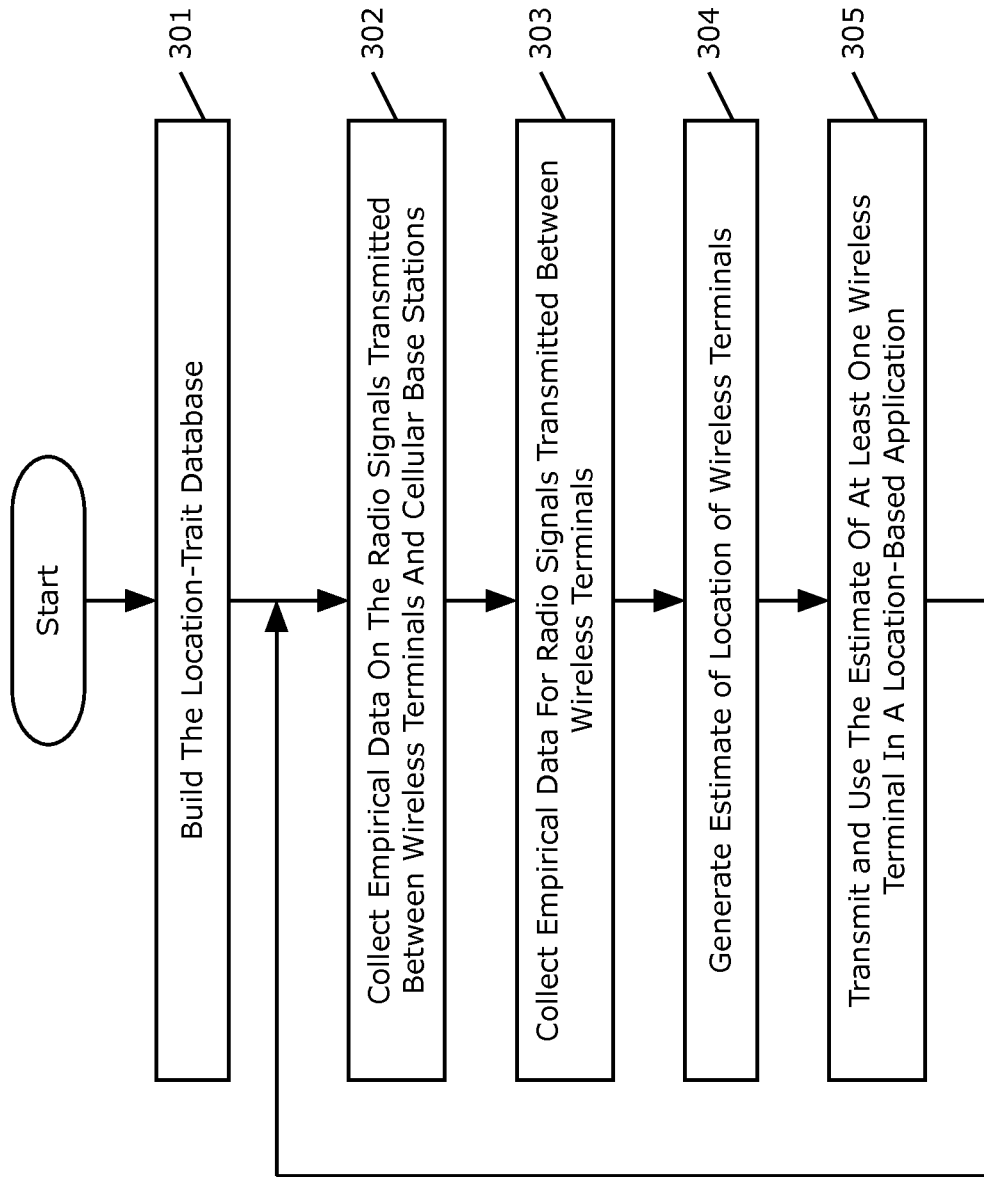 Start
301
Build The Location-Trait Database
302
Collect Empirical Data On The Radio Signals Transmitted
Between Wireless Terminals And Cellular Base Stations
303
Collect Empirical Data For Radio Signals Transmitted Between
Wireless Terminals
304
Generate Estimate of Location of Wireless Terminals
305
Transmit and Use The Estimate Of At Least One Wireless
Terminal In A Location-Based Application